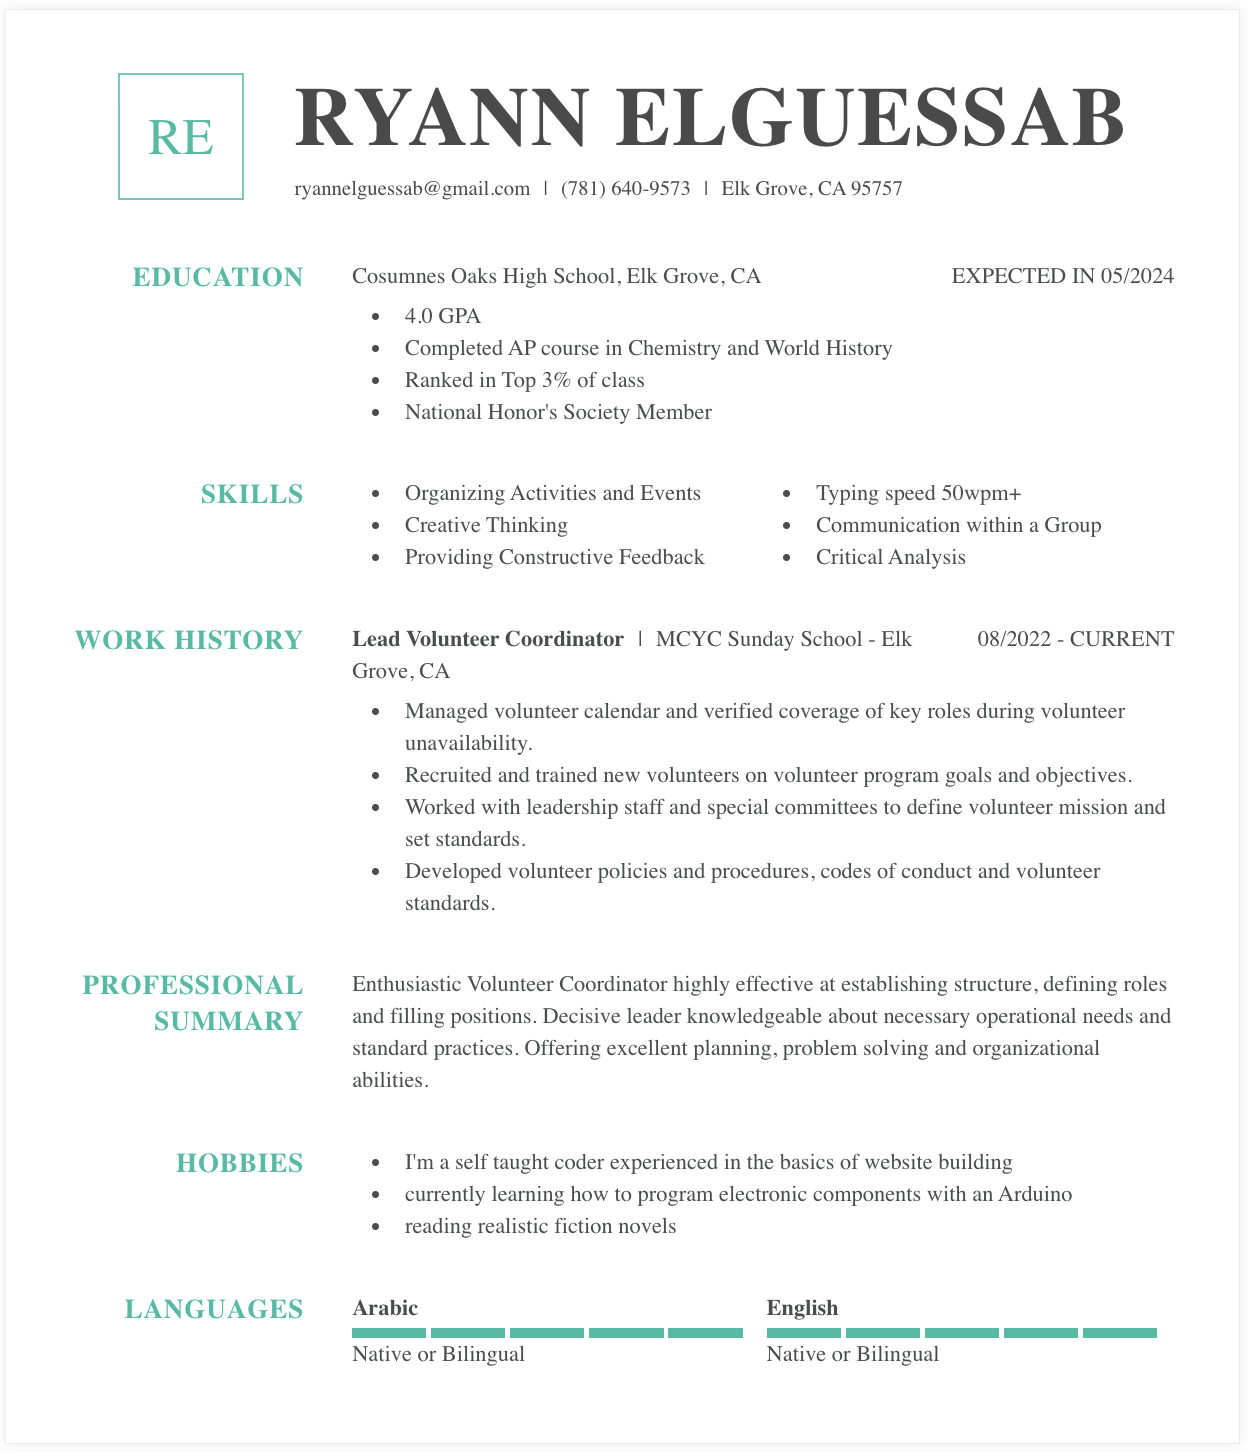 RE
RYANN ELGUESSAB
ryannelguessab@gmail.com | (781) 640-9573 | Elk Grove, CA 95757
EDUCATION
Cosumnes Oaks High School, Elk Grove, CA EXPECTED IN 05/2024
• 4.0 GPA
• Completed AP course in Chemistry and World History
• Ranked in Top 3% of class
• National Honor's Society Member
SKILLS
• Organizing Activities and Events
• Creative Thinking
• Providing Constructive Feedback
• Typing speed 50wpm+
• Communication within a Group
• Critical Analysis
WORK HISTORY
Lead Volunteer Coordinator | MCYC Sunday School - Elk 08/2022 - CURRENT
Grove, CA
• Managed volunteer calendar and verified coverage of key roles during volunteer
unavailability.
• Recruited and trained new volunteers on volunteer program goals and objectives.
• Worked with leadership staff and special committees to define volunteer mission and
set standards.
• Developed volunteer policies and procedures, codes of conduct and volunteer
standards.
PROFESSIONAL
SUMMARY
Enthusiastic Volunteer Coordinator highly effective at establishing structure, defining roles
and filling positions. Decisive leader knowledgeable about necessary operational needs and
standard practices. Offering excellent planning, problem solving and organizational
abilities.
HOBBIES
• I'm a self taught coder experienced in the basics of website building
• currently learning how to program electronic components with an Arduino
• reading realistic fiction novels
LANGUAGES
Arabic
Native or Bilingual
English
Native or Bilingual